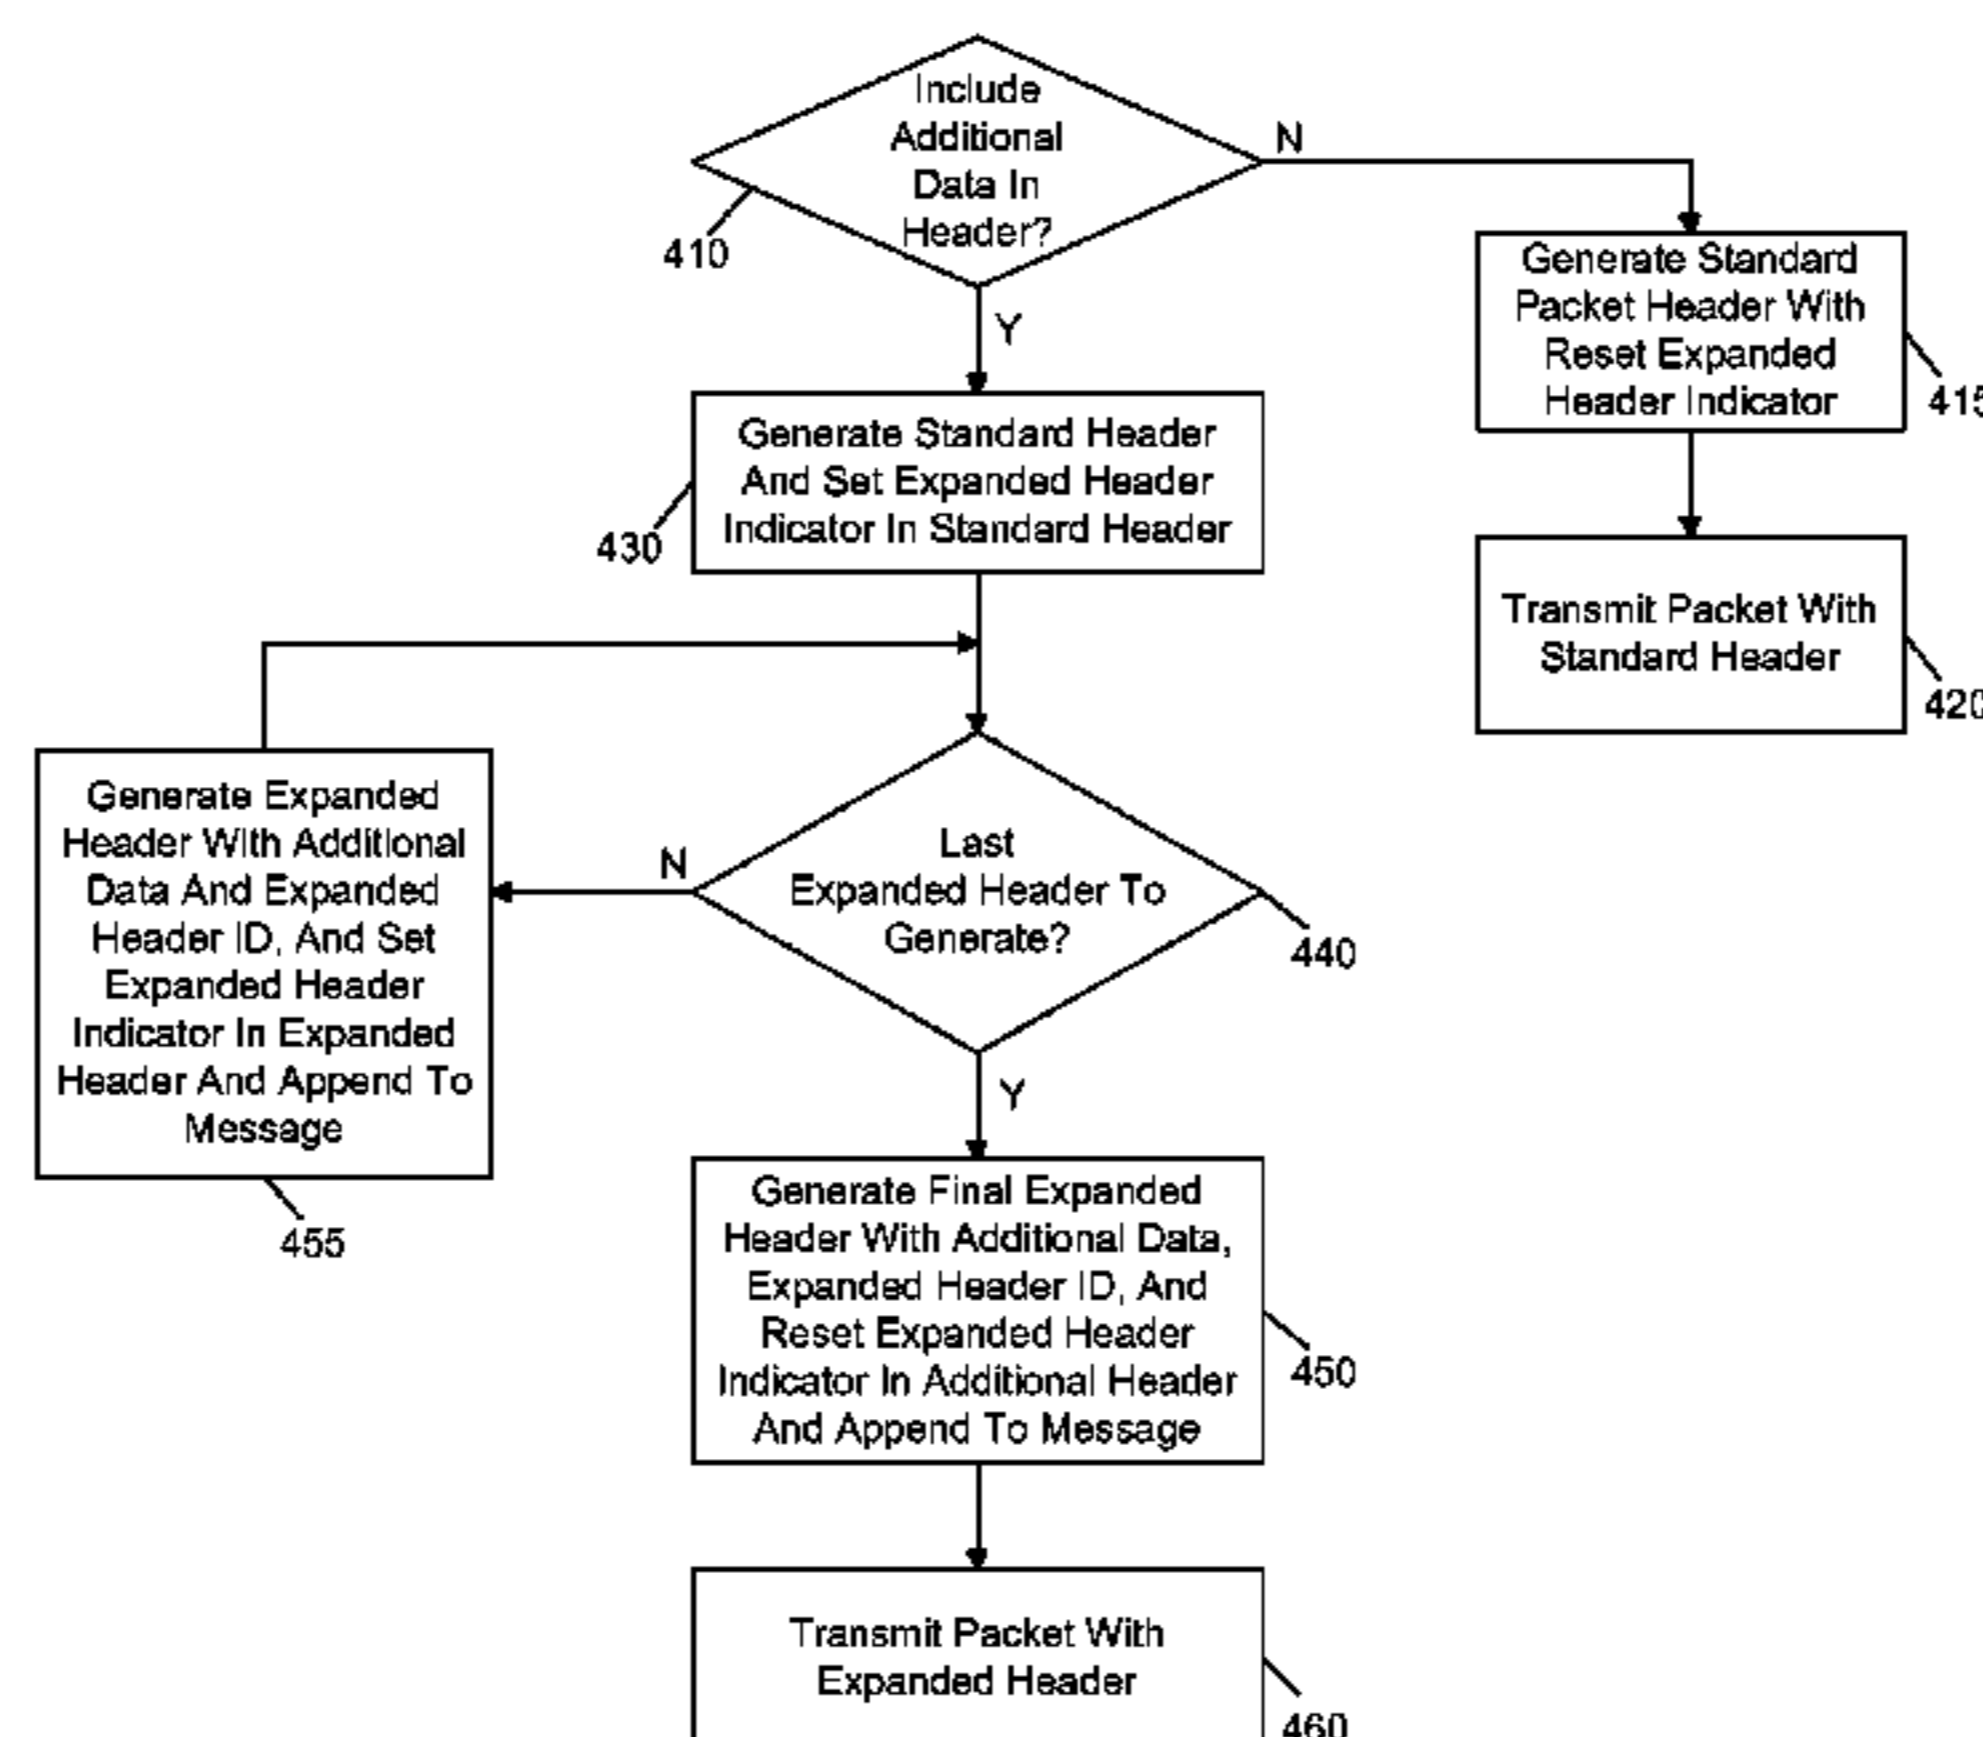 Include
Additional
Data In
Header?
N
410
Y
Generate Standard
Packet Header With
Reset Expanded
Header Indicator
415
Generate Standard Header
And Set Expanded Header
Indicator In Standard Header
430
Transmit Packet With
Standard Header
420
Generate Expanded
Header With Additional
Data And Expanded
Header ID, And Set
Expanded Header
Indicator In Expanded
Header And Append To
Message
455
N
Last
Expanded Header To
Generate?
440
Y
Generate Final Expanded
Header With Additional Data,
Expanded Header ID, And
Reset Expanded Header
Indicator In Additional Header
And Append To Message
450
Transmit Packet With
Expanded Header
460